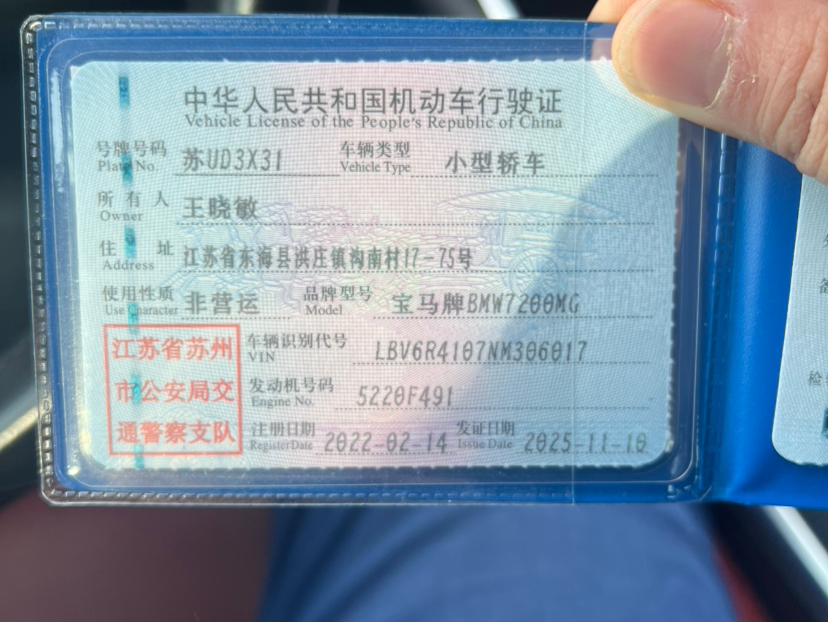 中华人民共和国机动车行驶证
Vehicle License of the People's Republic of China
号牌号码 苏UD3X31 车辆类型 小型轿车
Plate No. Vehicle Type
所有人 王晓敏
Owner
住址 江苏省东海县洪庄镇沟南村17-75号
Address
使用性质 非营运 品牌型号 宝马牌BMW7200MG
Use Character Model
江苏省苏州
市公安局交
通警察支队
车辆识别代号 LBV6R4107NM306017
VIN
发动机号码 5220F491
Engine No.
注册日期 2022-02-14 发证日期 2025-11-10
Register Date Issue Date
检